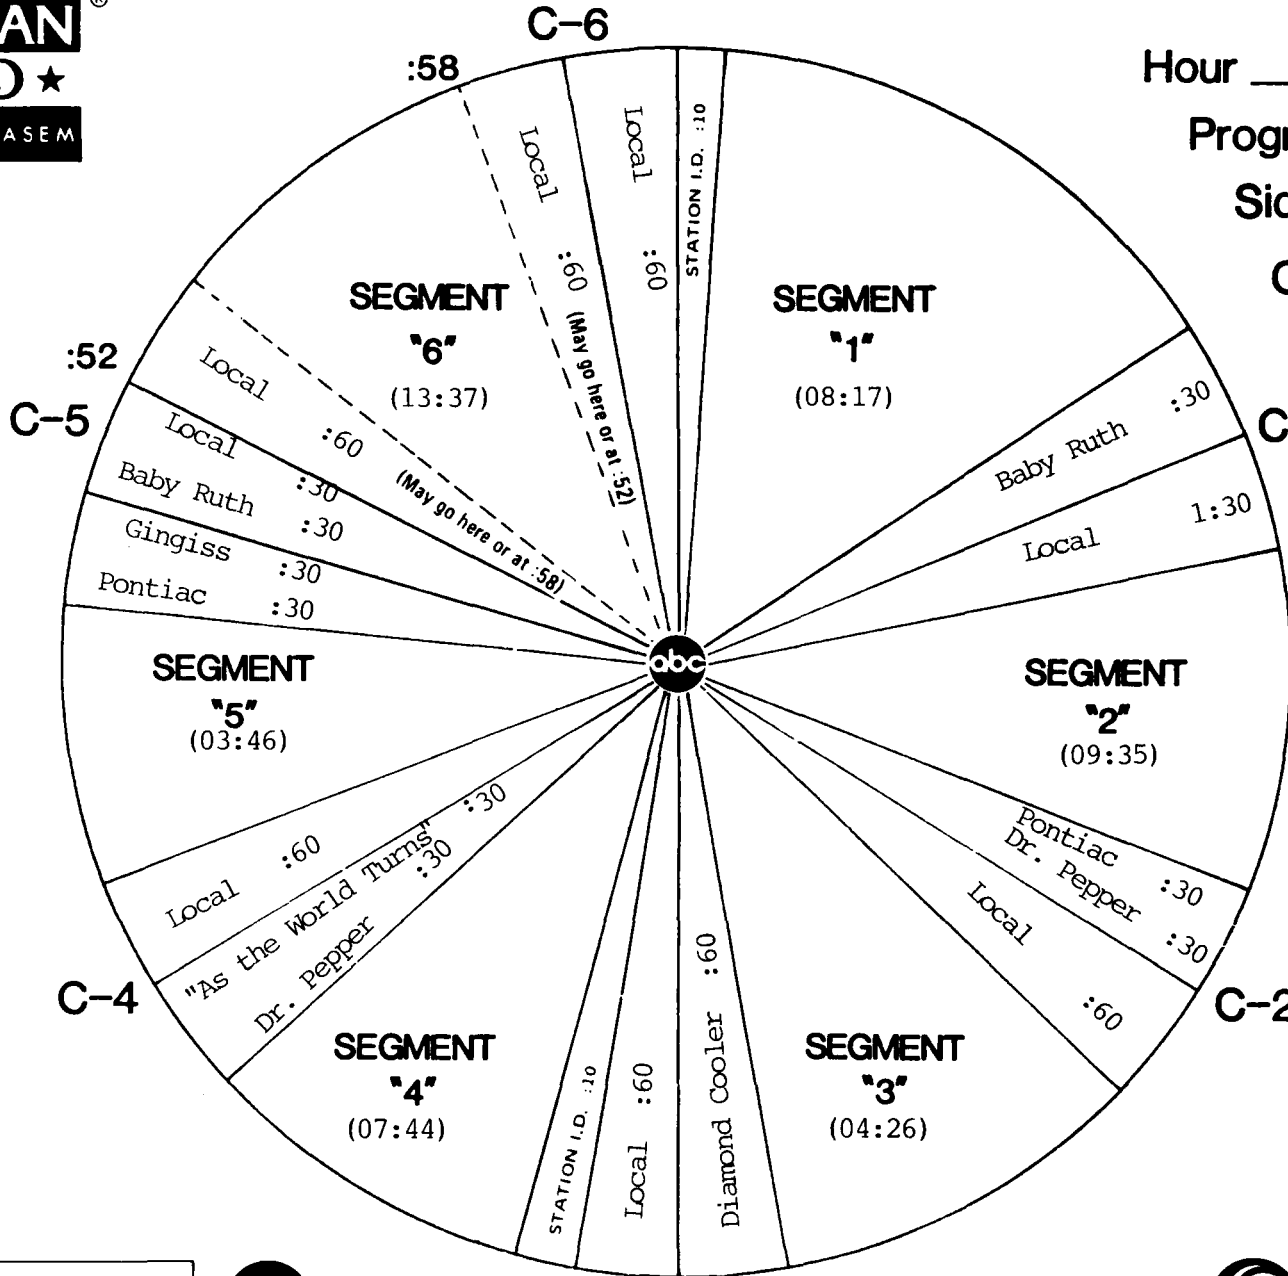 AN ®
★
ASEM
C-6
:58
Hour
Local :60
Local :60
STATION I.D. :10
(May go here or at :52)
SEGMENT
"1"
(08:17)
Baby Ruth :30
Local 1:30
SEGMENT
"2"
(09:35)
Pontiac :30
Dr. Pepper :30
C-2
Local :60
SEGMENT
"3"
(04:26)
Diamond Cooler :60
Local :60
STATION I.D. :10
SEGMENT
"4"
(07:44)
Dr. Pepper :30
"As the World Turns" :30
C-4
Local :60
SEGMENT
"5"
(03:46)
Pontiac :30
Gingiss :30
Baby Ruth :30
Local :30
C-5
:52
Local :60
(May go here or at :58)
SEGMENT
"6"
(13:37)
abc